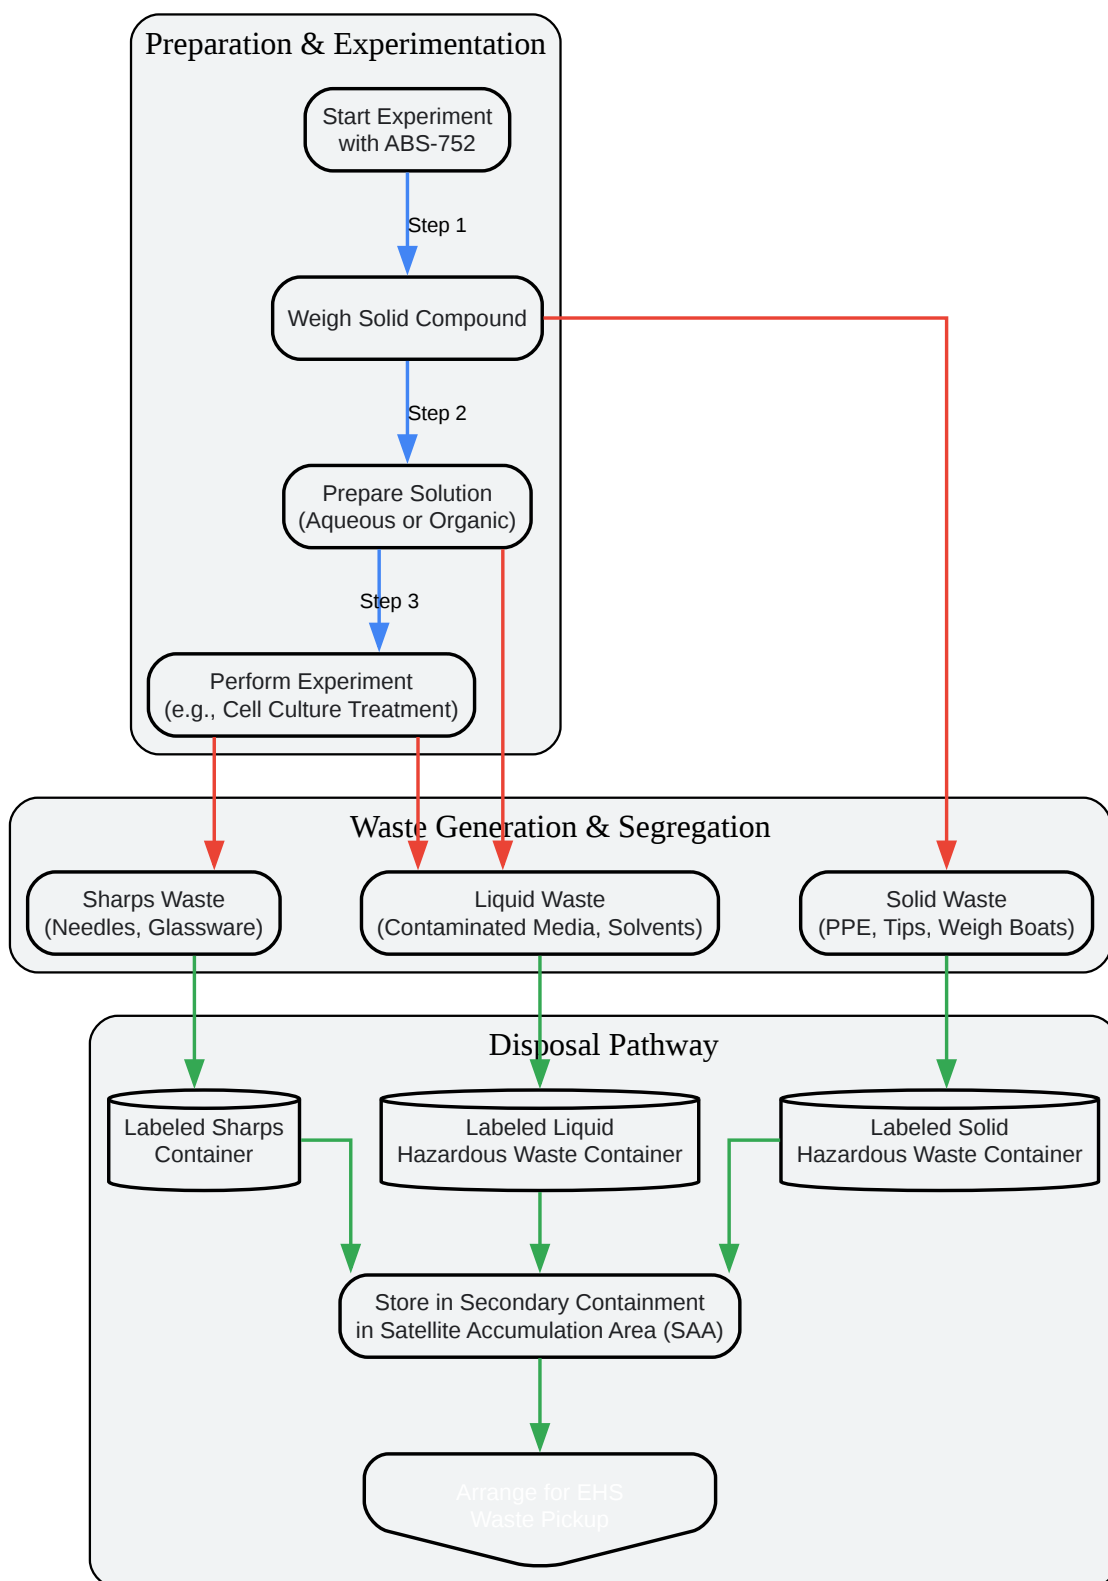 Preparation & Experimentation
Start Experiment
with ABS-752
Step 1
Weigh Solid Compound
Step 2
Prepare Solution
(Aqueous or Organic)
Step 3
Perform Experiment
(e.g., Cell Culture Treatment)
Waste Generation & Segregation
Sharps Waste
(Needles, Glassware)
Liquid Waste
(Contaminated Media, Solvents)
Solid Waste
(PPE, Tips, Weigh Boats)
Disposal Pathway
Labeled Sharps
Container
Labeled Liquid
Hazardous Waste Container
Labeled Solid
Hazardous Waste Container
Store in Secondary Containment
in Satellite Accumulation Area (SAA)
Arrange for EHS
Waste Pickup